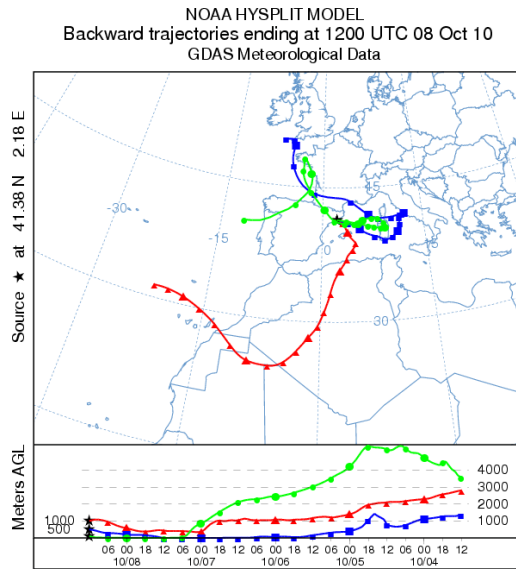 NOAA HYSPLIT MODEL
Backward trajectories ending at 1200 UTC 08 Oct 10
GDAS Meteorological Data
Source ★ at 41.38 N 2.18 E
-30
-15
0
15
45
30
Meters AGL
1000
500
4000
3000
2000
1000
06 00 18 12 06 00 18 12 06 00 18 12 06 00 18 12 06 00 18 12
10/08 10/07 10/06 10/05 10/04